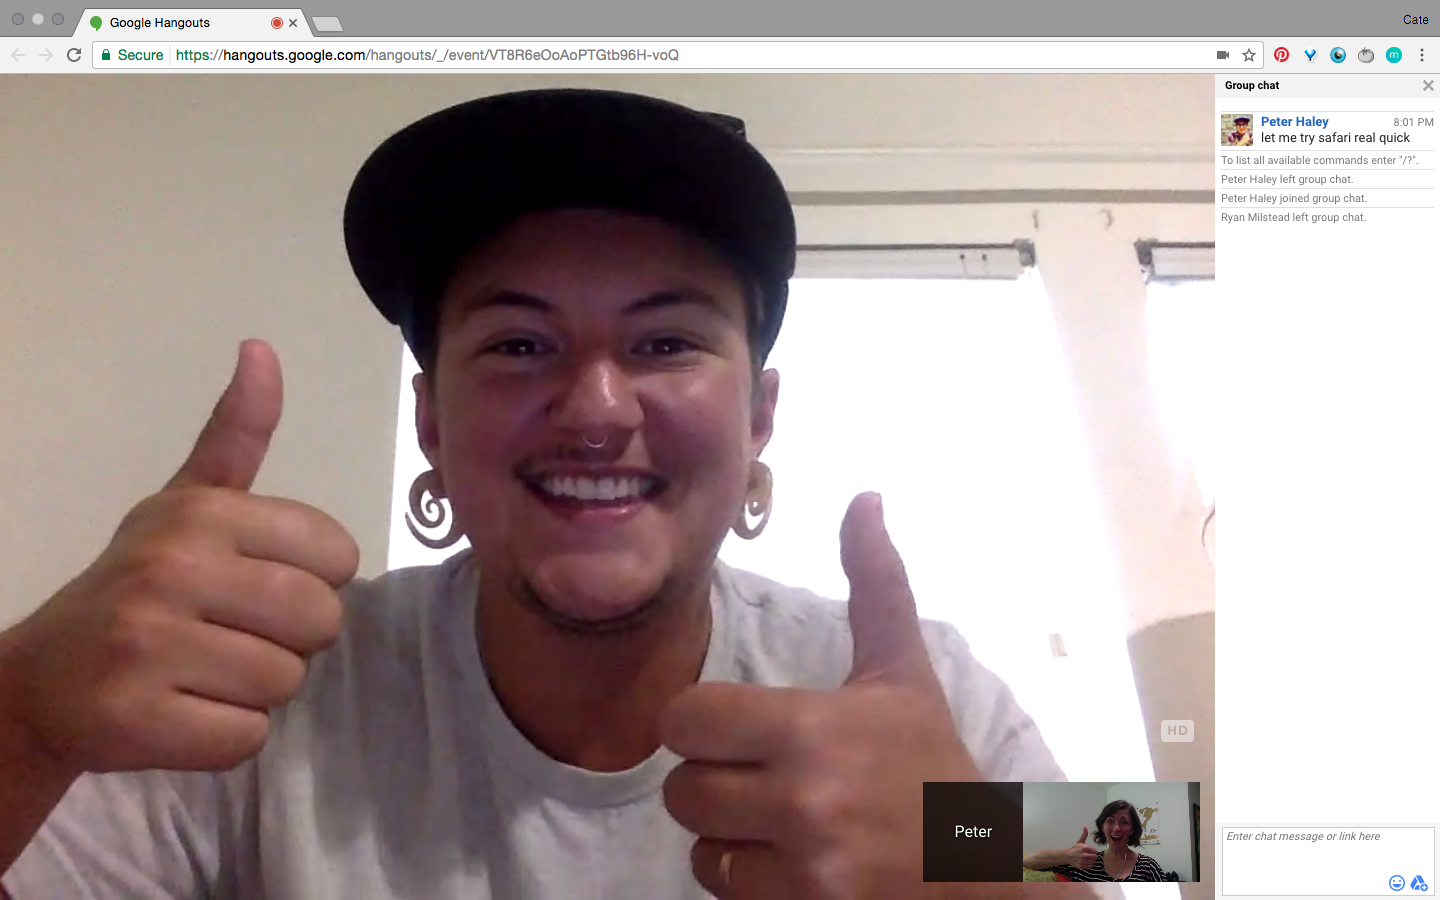 Google Hangouts
Cate
Secure
https://hangouts.google.com/hangouts/_/event/VT8R6eOoAoPTGtb96H-voQ
m
Group chat
Peter Haley
8:01 PM
let me try safari real quick
To list all available commands enter "/?".
Peter Haley left group chat.
Peter Haley joined group chat.
Ryan Milstead left group chat.
HD
Peter
Enter chat message or link here